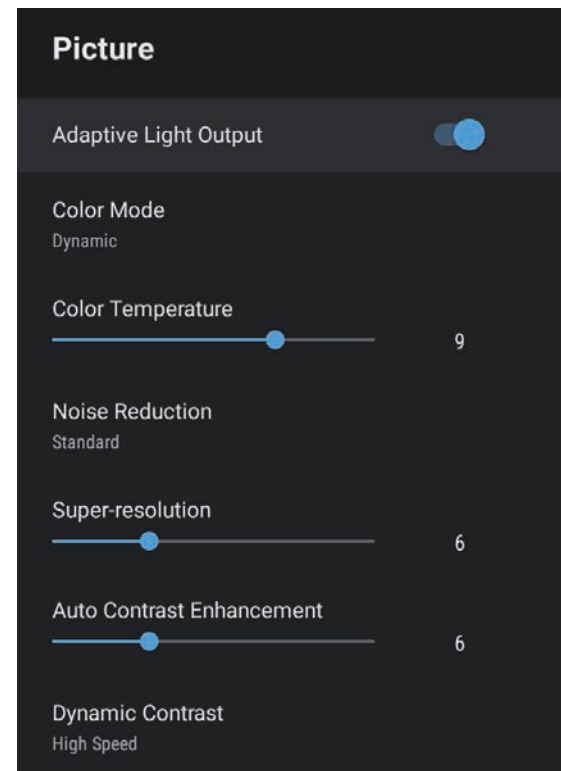 Picture
Adaptive Light Output
Color Mode
Dynamic
Color Temperature
9
Noise Reduction
Standard
Super-resolution
6
Auto Contrast Enhancement
6
Dynamic Contrast
High Speed